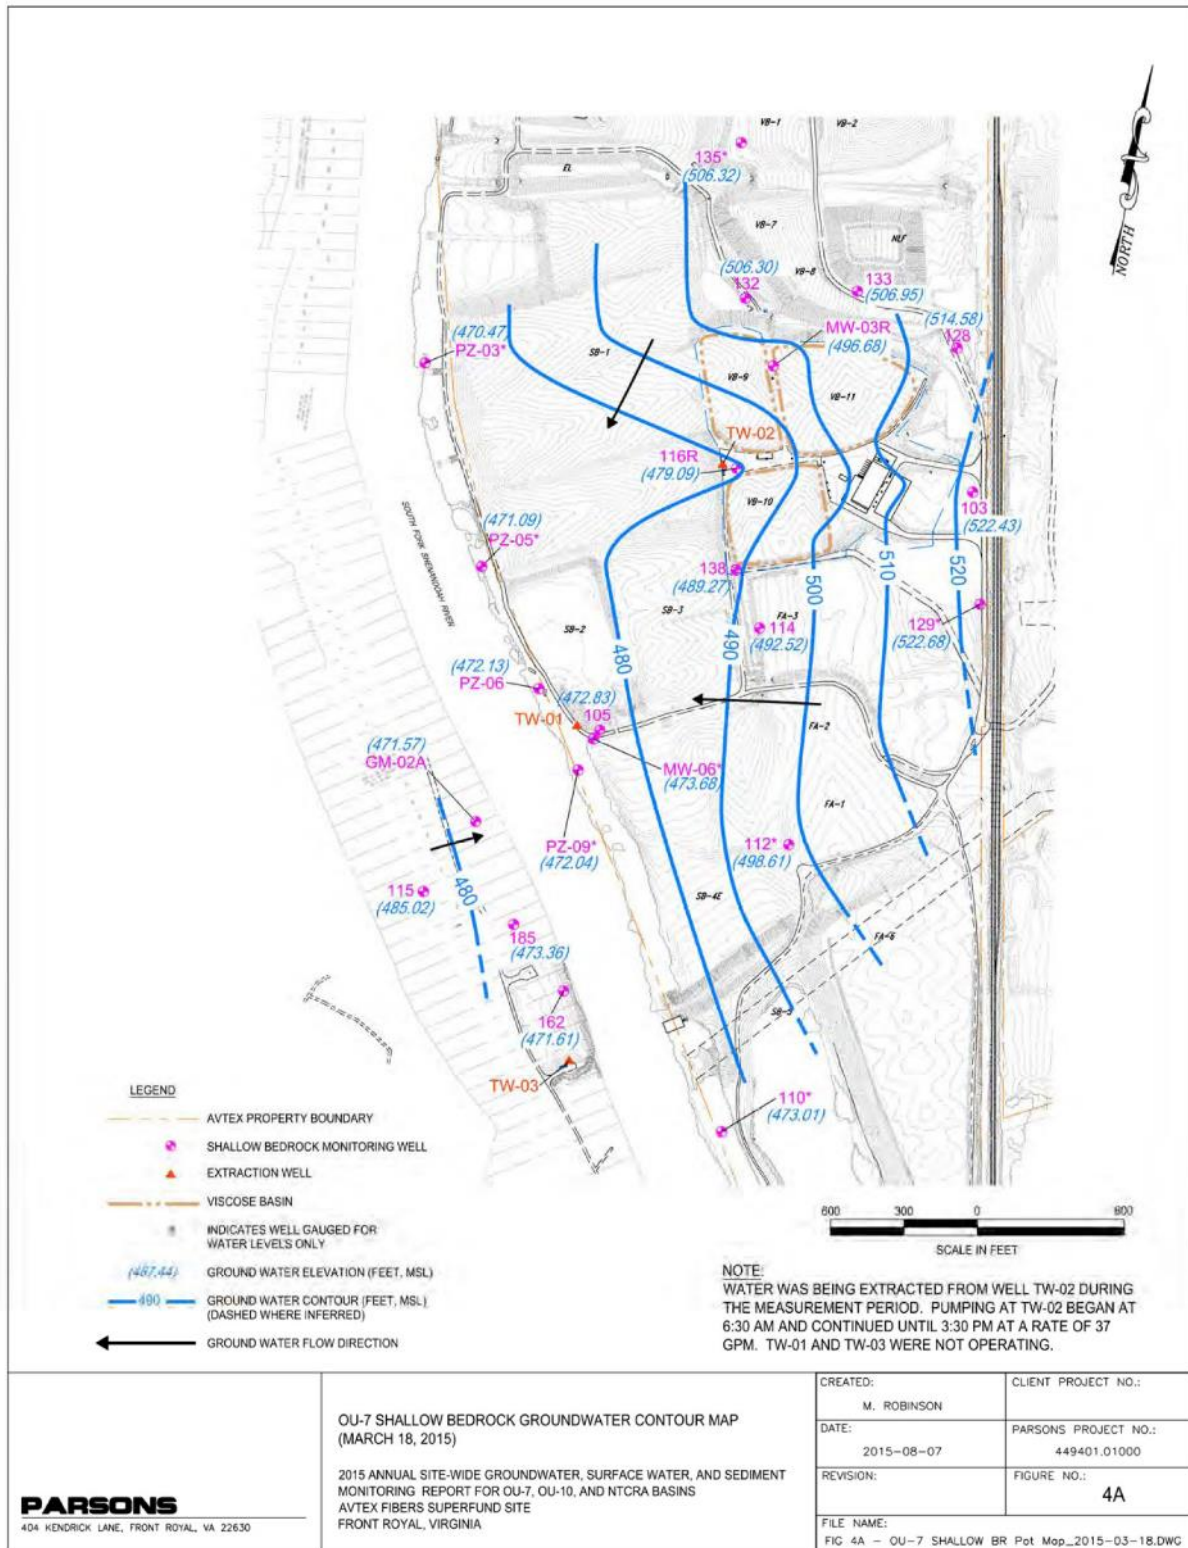 VB-1
VB-2
135*
(506.32)
EL
VB-7
NLF
(506.30)
132
VB-8
133
(506.95)
(514.58)
128
(470.47)
PZ-03*
SB-1
MW-03R
(496.68)
VB-9
VB-11
TW-02
116R
(479.09)
VB-10
103
(522.43)
SOUTH FORK SHENANDOAH RIVER
(471.09)
PZ-05*
138
(489.27)
500
510
520
SB-2
SB-3
FA-3
114
(492.52)
129*
(522.68)
480
490
(472.13)
PZ-06
(472.83)
105
TW-01
FA-2
(471.57)
GM-02A
MW-06*
(473.68)
FA-1
PZ-09*
(472.04)
112*
(498.61)
480
115
(485.02)
SB-4E
185
(473.36)
FA-6
162
(471.61)
SB-5
TW-03
110*
(473.01)
NORTH
LEGEND
AVTEX PROPERTY BOUNDARY
SHALLOW BEDROCK MONITORING WELL
EXTRACTION WELL
VISCOSE BASIN
* INDICATES WELL GAUGED FOR
WATER LEVELS ONLY
(487.44) GROUND WATER ELEVATION (FEET, MSL)
490 GROUND WATER CONTOUR (FEET, MSL)
(DASHED WHERE INFERRED)
GROUND WATER FLOW DIRECTION
600 300 0 600
SCALE IN FEET
NOTE:
WATER WAS BEING EXTRACTED FROM WELL TW-02 DURING
THE MEASUREMENT PERIOD. PUMPING AT TW-02 BEGAN AT
6:30 AM AND CONTINUED UNTIL 3:30 PM AT A RATE OF 37
GPM. TW-01 AND TW-03 WERE NOT OPERATING.
PARSONS
404 KENDRICK LANE, FRONT ROYAL, VA 22630
OU-7 SHALLOW BEDROCK GROUNDWATER CONTOUR MAP
(MARCH 18, 2015)
2015 ANNUAL SITE-WIDE GROUNDWATER, SURFACE WATER, AND SEDIMENT
MONITORING REPORT FOR OU-7, OU-10, AND NTCRA BASINS
AVTEX FIBERS SUPERFUND SITE
FRONT ROYAL, VIRGINIA
CREATED:
M. ROBINSON
CLIENT PROJECT NO.:
DATE:
2015-08-07
PARSONS PROJECT NO.:
449401.01000
REVISION:
FIGURE NO.:
4A
FILE NAME:
FIG 4A - OU-7 SHALLOW BR Pot Map_2015-03-18.DWG